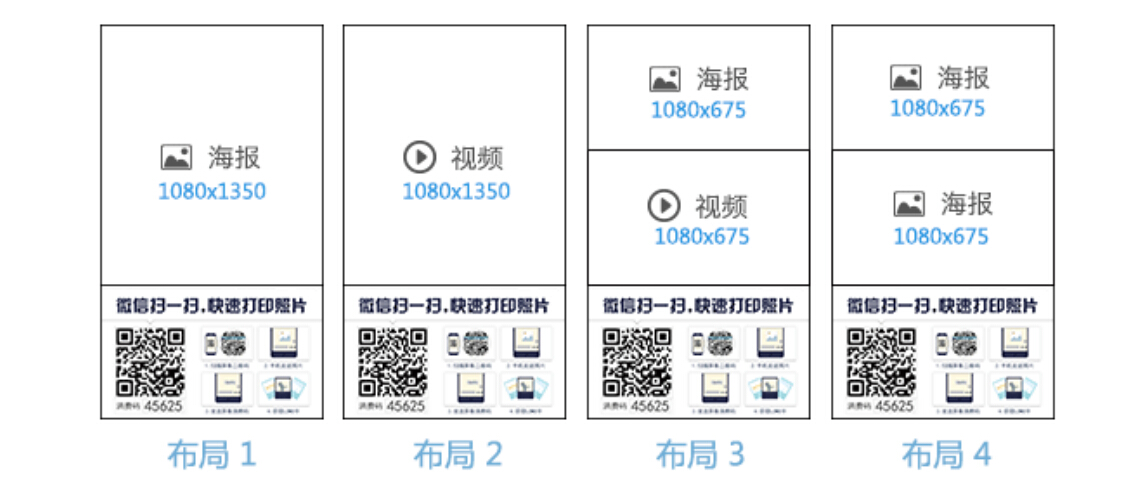 海报
1080x1350
微信扫一扫.快速打印照片
消费码 45625
布局 1
视频
1080x1350
微信扫一扫.快速打印照片
消费码 45625
布局 2
海报
1080x675
视频
1080x675
微信扫一扫.快速打印照片
消费码 45625
布局 3
海报
1080x675
海报
1080x675
微信扫一扫.快速打印照片
消费码 45625
布局 4